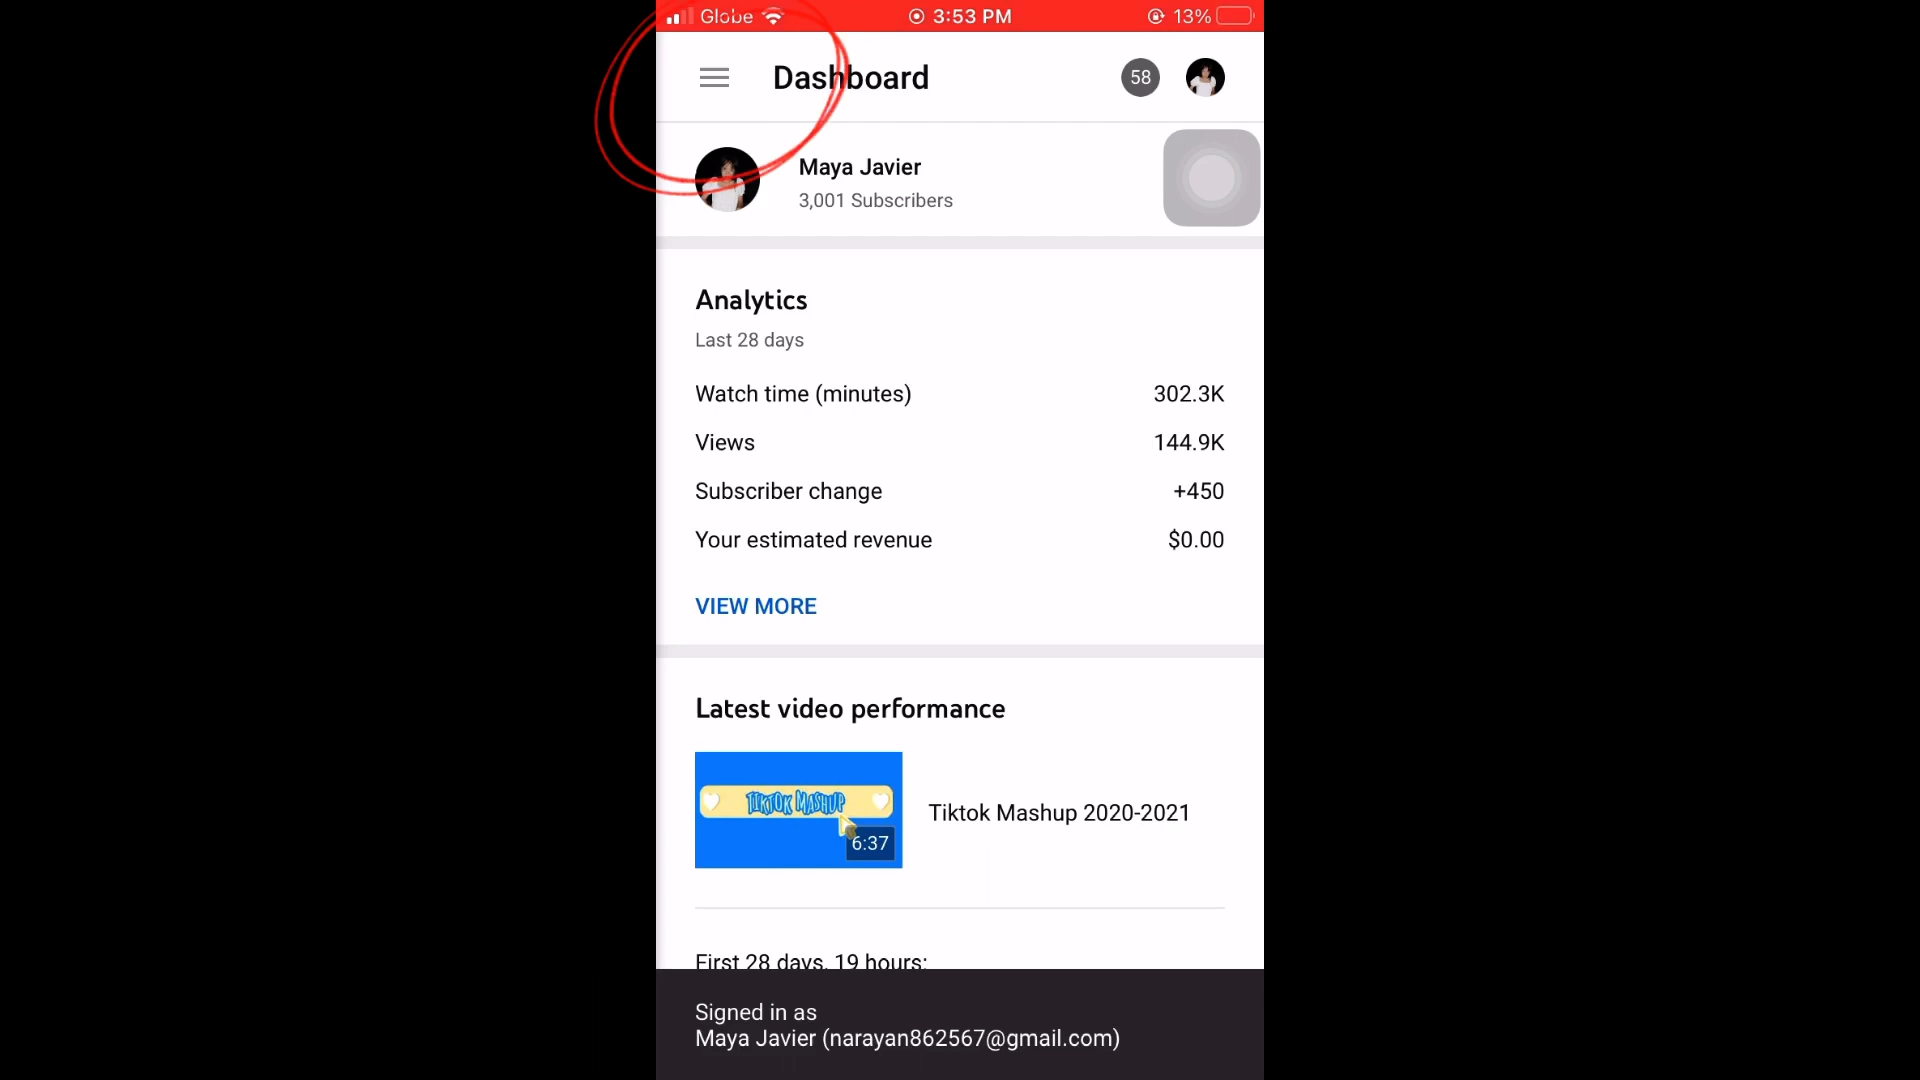 Globe 3:53 PM 13%
Dashboard 58
Maya Javier
3,001 Subscribers
Analytics
Last 28 days
Watch time (minutes) 302.3K
Views 144.9K
Subscriber change +450
Your estimated revenue $0.00
VIEW MORE
Latest video performance
TIKTOK MASHUP
6:37
Tiktok Mashup 2020-2021
First 28 days, 19 hours:
Signed in as
Maya Javier (narayan862567@gmail.com)